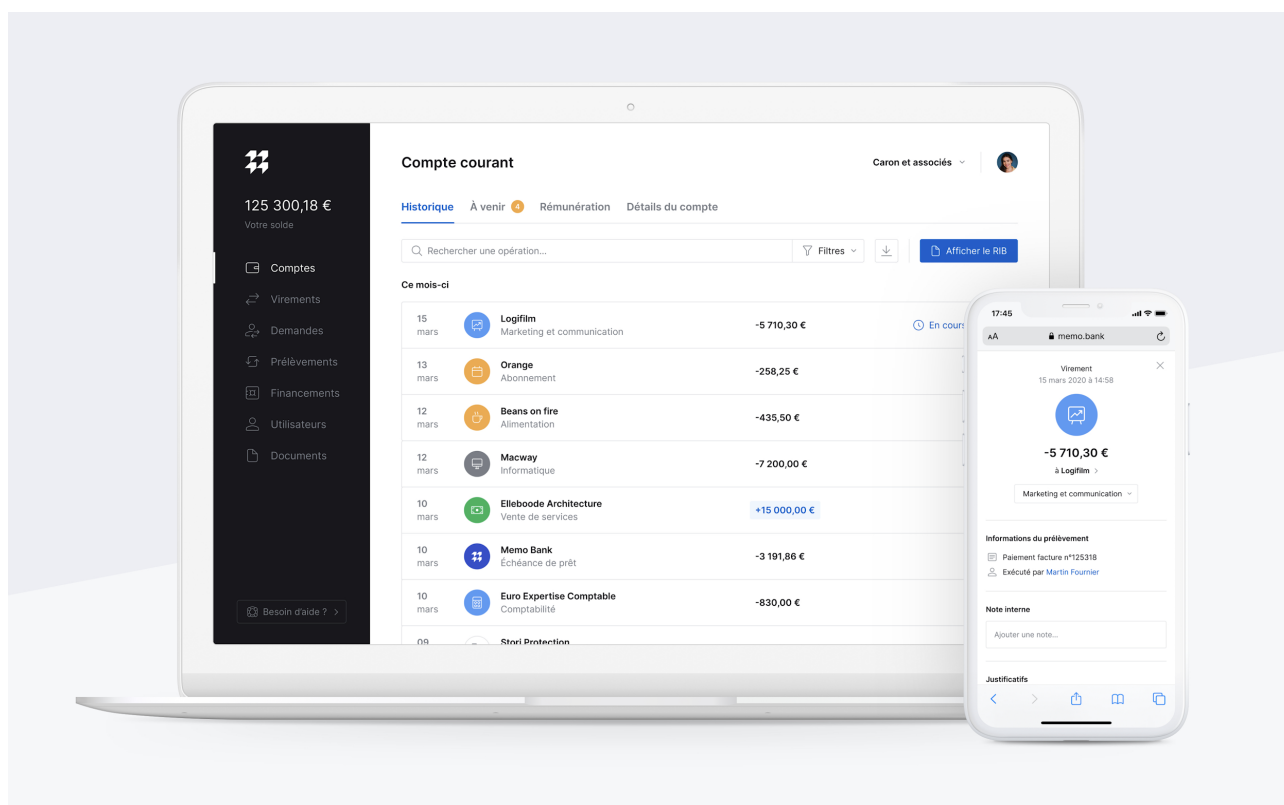 125 300,18 €
Votre solde
Comptes
Virements
Demandes
Prélèvements
Financements
Utilisateurs
Documents
Besoin d'aide ?
Compte courant
Caron et associés
Historique À venir 4 Rémunération Détails du compte
Rechercher une opération...
Filtres
Afficher le RIB
Ce mois-ci
15 mars
Logifilm
Marketing et communication
-5 710,30 €
En cours
13 mars
Orange
Abonnement
-258,25 €
12 mars
Beans on fire
Alimentation
-435,50 €
12 mars
Macway
Informatique
-7 200,00 €
10 mars
Elleboode Architecture
Vente de services
+15 000,00 €
10 mars
Memo Bank
Échéance de prêt
-3 191,86 €
10 mars
Euro Expertise Comptable
Comptabilité
-830,00 €
09
Stori Protection
17:45
AA memo.bank
Virement
15 mars 2020 à 14:58
-5 710,30 €
à Logifilm
Marketing et communication
Informations du prélèvement
Paiement facture n°125318
Exécuté par Martin Fournier
Note interne
Ajouter une note...
Justificatifs